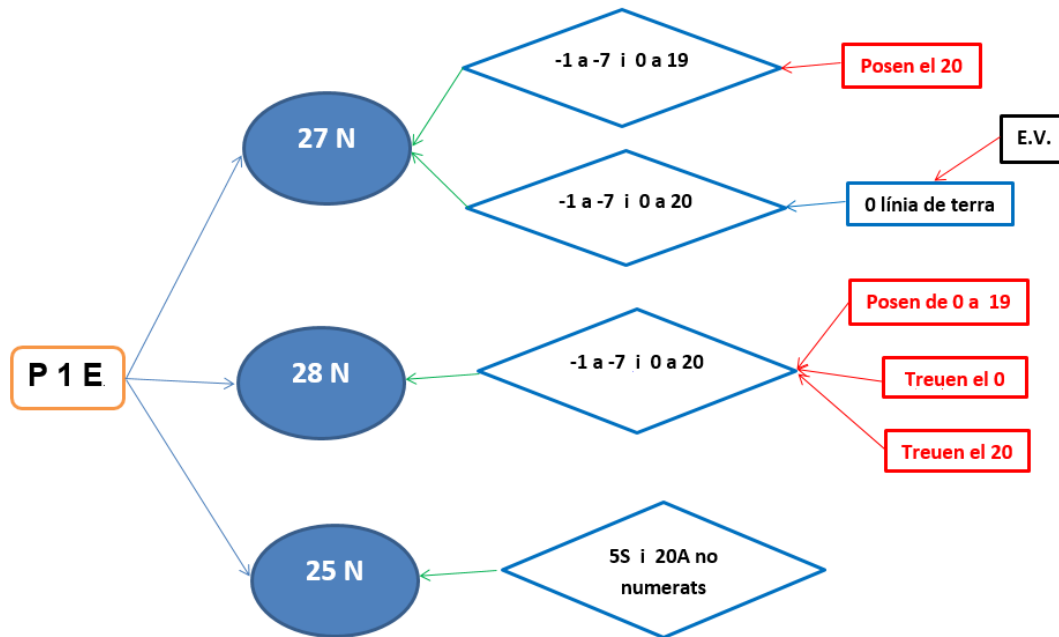 -1 a -7 i 0 a 19
Posen el 20
27 N
E.V.
-1 a -7 i 0 a 20
0 línia de terra
Posen de 0 a 19
P 1 E.
28 N
-1 a -7 i 0 a 20
Treuen el 0
Treuen el 20
25 N
5S i 20A no
numerats